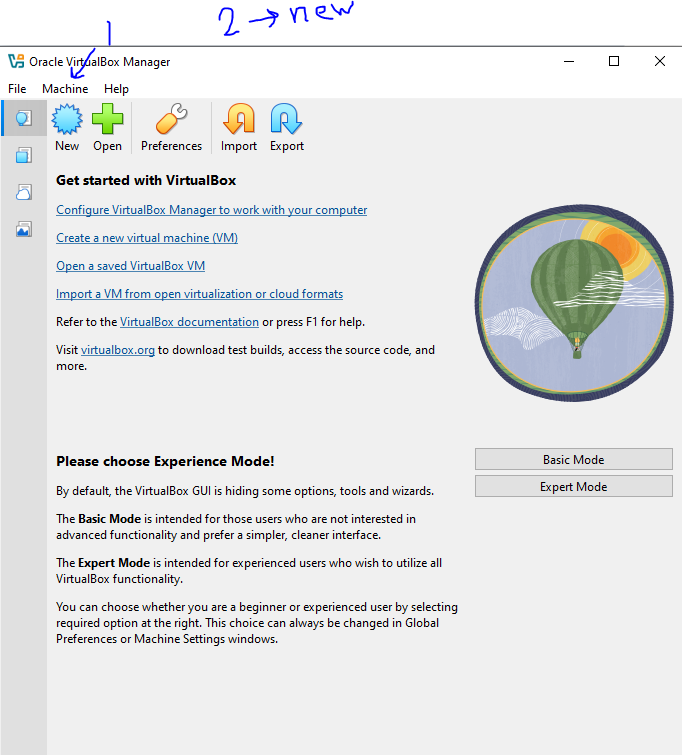 1
2 → new
Oracle VirtualBox Manager
File Machine Help
New Open Preferences Import Export
Get started with VirtualBox
Configure VirtualBox Manager to work with your computer
Create a new virtual machine (VM)
Open a saved VirtualBox VM
Import a VM from open virtualization or cloud formats
Refer to the VirtualBox documentation or press F1 for help.
Visit virtualbox.org to download test builds, access the source code, and
more.
Please choose Experience Mode!
Basic Mode
By default, the VirtualBox GUI is hiding some options, tools and wizards.
Expert Mode
The Basic Mode is intended for those users who are not interested in
advanced functionality and prefer a simpler, cleaner interface.
The Expert Mode is intended for experienced users who wish to utilize all
VirtualBox functionality.
You can choose whether you are a beginner or experienced user by selecting
required option at the right. This choice can always be changed in Global
Preferences or Machine Settings windows.